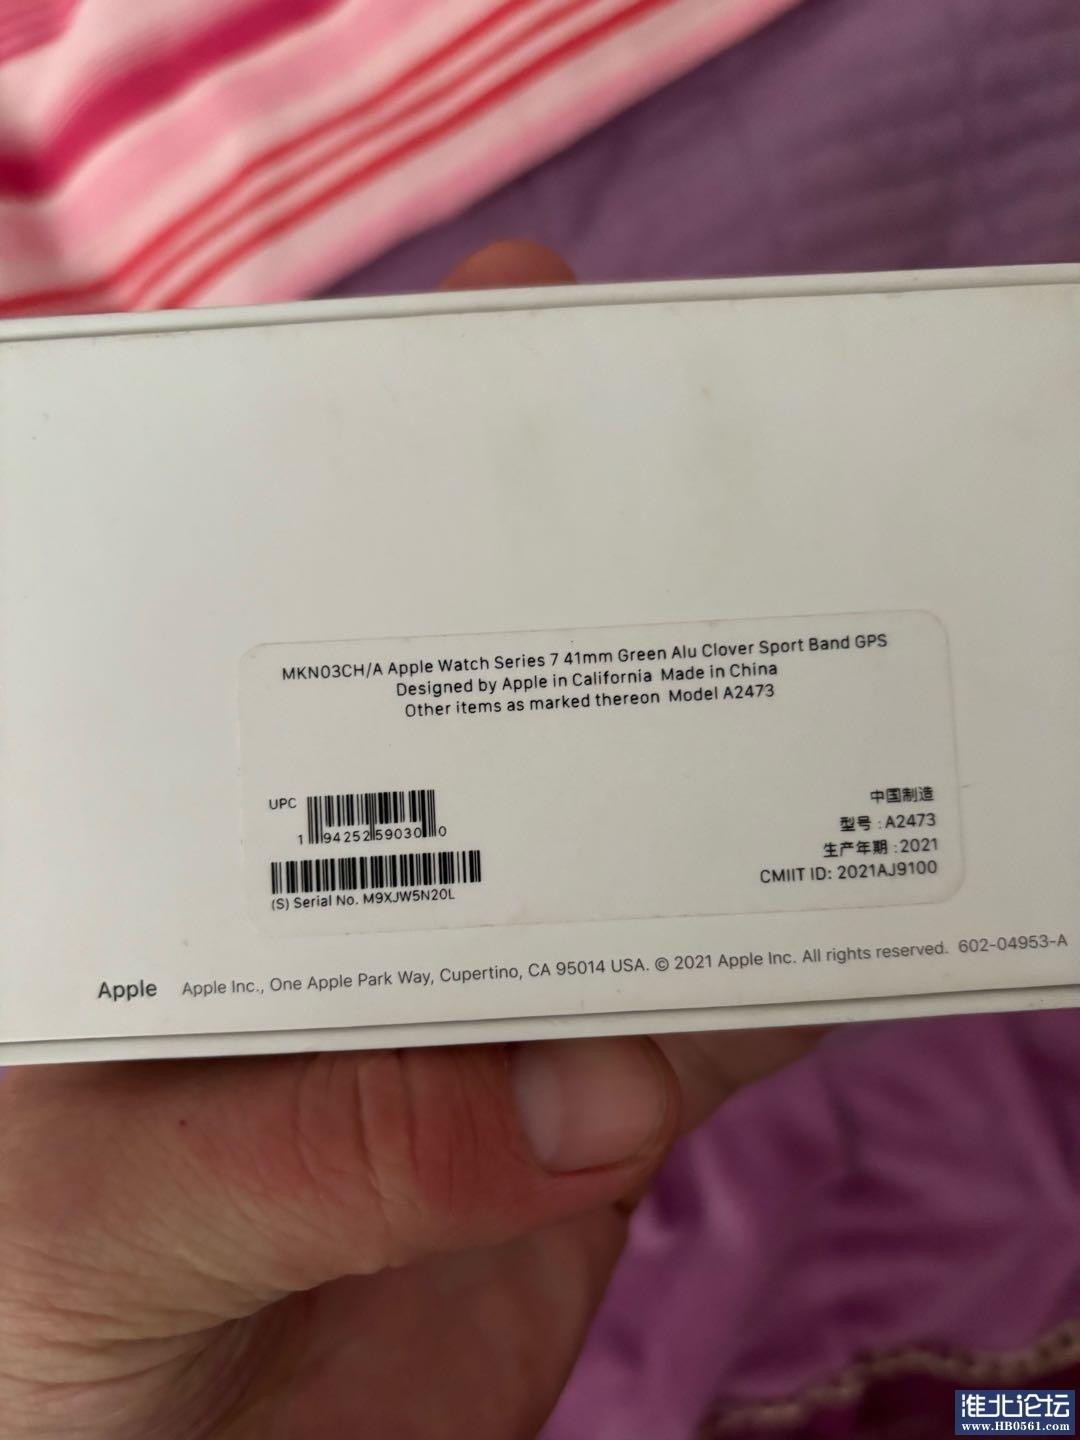 MKN03CH/A Apple Watch Series 7 41mm Green Alu Clover Sport Band GPS
Designed by Apple in California Made in China
Other items as marked thereon Model A2473
UPC
1 94252 59030 0
(S) Serial No. M9XJW5N20L
中国制造
型号 :A2473
生产年期 :2021
CMIIT ID: 2021AJ9100
Apple Apple Inc., One Apple Park Way, Cupertino, CA 95014 USA. © 2021 Apple Inc. All rights reserved. 602-04953-A
淮北论坛
www.HB0561.com